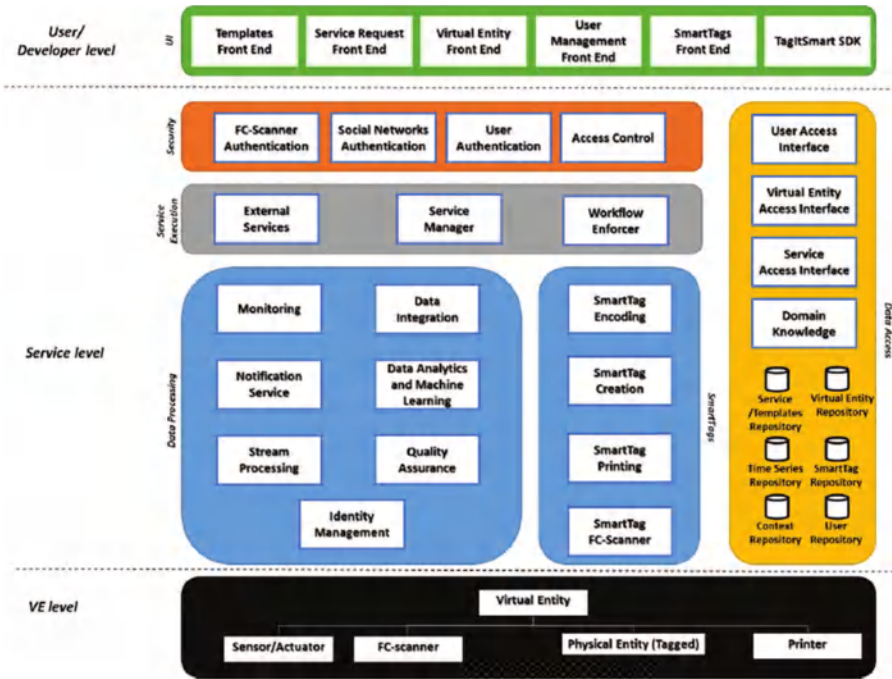 User/
Developer level
UI
Templates
Front End
Service Request
Front End
Virtual Entity
Front End
User
Management
Front End
SmartTags
Front End
TagItSmart SDK
Service level
Security
FC-Scanner
Authentication
Social Networks
Authentication
User
Authentication
Access Control
Service
Execution
External
Services
Service
Manager
Workflow
Enforcer
Data Processing
Monitoring
Data
Integration
Notification
Service
Data Analytics
and Machine
Learning
Stream
Processing
Quality
Assurance
Identity
Management
SmartTags
SmartTag
Encoding
SmartTag
Creation
SmartTag
Printing
SmartTag
FC-Scanner
Data Access
User Access
Interface
Virtual Entity
Access Interface
Service
Access Interface
Domain
Knowledge
Service
/Templates
Repository
Virtual Entity
Repository
Time Series
Repository
SmartTag
Repository
Context
Repository
User
Repository
VE level
Virtual Entity
Sensor/Actuator
FC-scanner
Physical Entity (Tagged)
Printer